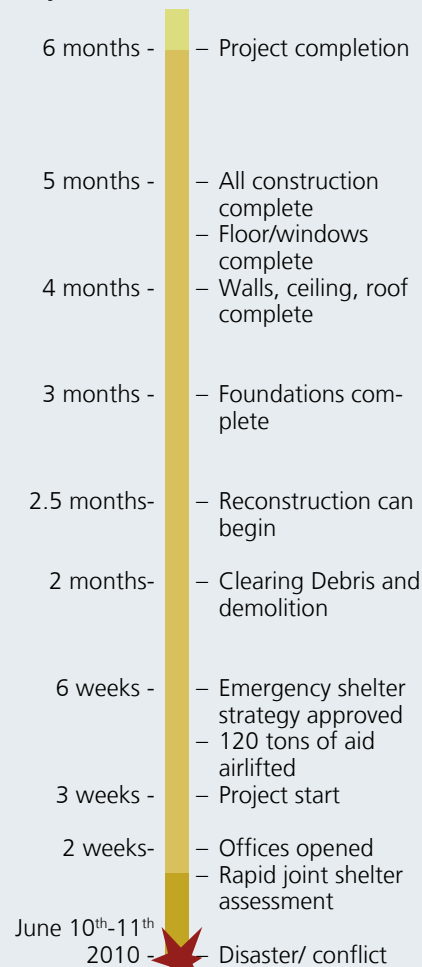 6 months - – Project completion
5 months - – All construction
complete
– Floor/windows
complete
4 months - – Walls, ceiling, roof
complete
3 months - – Foundations com-
plete
2.5 months- – Reconstruction can
begin
2 months- – Clearing Debris and
demolition
6 weeks - – Emergency shelter
strategy approved
– 120 tons of aid
airlifted
3 weeks - – Project start
2 weeks- – Offices opened
– Rapid joint shelter
assessment
June 10th-11th
2010 - – Disaster/ conflict